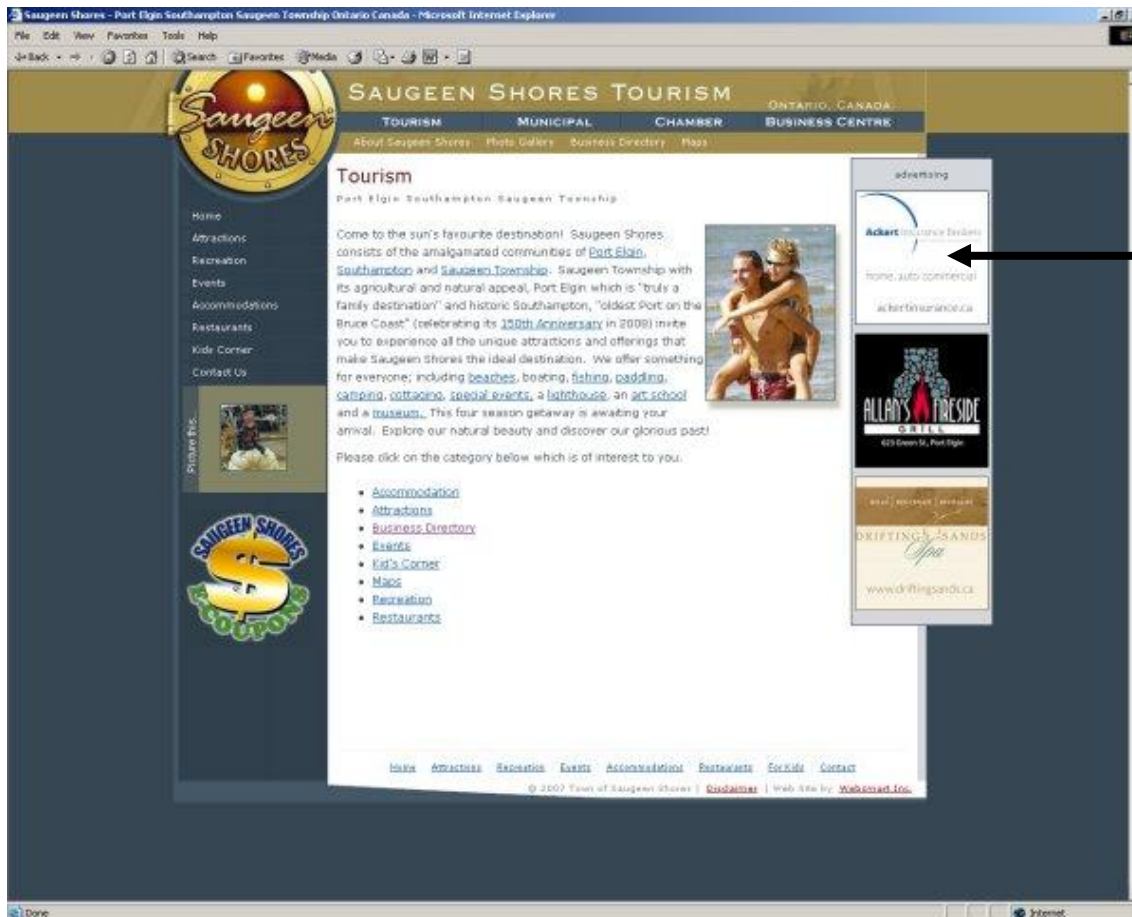 Saugeen Shores - Port Elgin Southampton Saugeen Township Ontario Canada - Microsoft Internet Explorer
File Edit View Favorites Tools Help
Back Search Favorites Media
Saugeen
SHORES
SAUGEEN SHORES TOURISM
ONTARIO, CANADA
TOURISM MUNICIPAL CHAMBER BUSINESS CENTRE
About Saugeen Shores Photo Gallery Business Directory Maps
Home
Attractions
Recreation
Events
Accommodations
Restaurants
Kids Corner
Contact Us
Picture this...
SAUGEEN SHORES
$
E-COUPONS
Tourism
Port Elgin Southampton Saugeen Township
Come to the sun's favourite destination! Saugeen Shores
consists of the amalgamated communities of Port Elgin,
Southampton and Saugeen Township. Saugeen Township with
its agricultural and natural appeal, Port Elgin which is "truly a
family destination" and historic Southampton, "oldest Port on the
Bruce Coast" (celebrating its 150th Anniversary in 2008) invite
you to experience all the unique attractions and offerings that
make Saugeen Shores the ideal destination. We offer something
for everyone; including beaches, boating, fishing, paddling,
camping, cottaging, special events, a lighthouse, an art school
and a museum. This four season getaway is awaiting your
arrival. Explore our natural beauty and discover our glorious past!
Please click on the category below which is of interest to you.
Accommodation
Attractions
Business Directory
Events
Kid's Corner
Maps
Recreation
Restaurants
advertising
Ackert Insurance Brokers
home, auto commercial
ackertinsurance.ca
ALLAN'S FIRESIDE
GRILL
623 Green St, Port Elgin
DRIFTING SANDS
Spa
www.driftingsands.ca
Home Attractions Recreation Events Accommodations Restaurants For Kids Contact
© 2007 Town of Saugeen Shores | Disclaimer | Web Site by Websmart Inc.
Done Internet